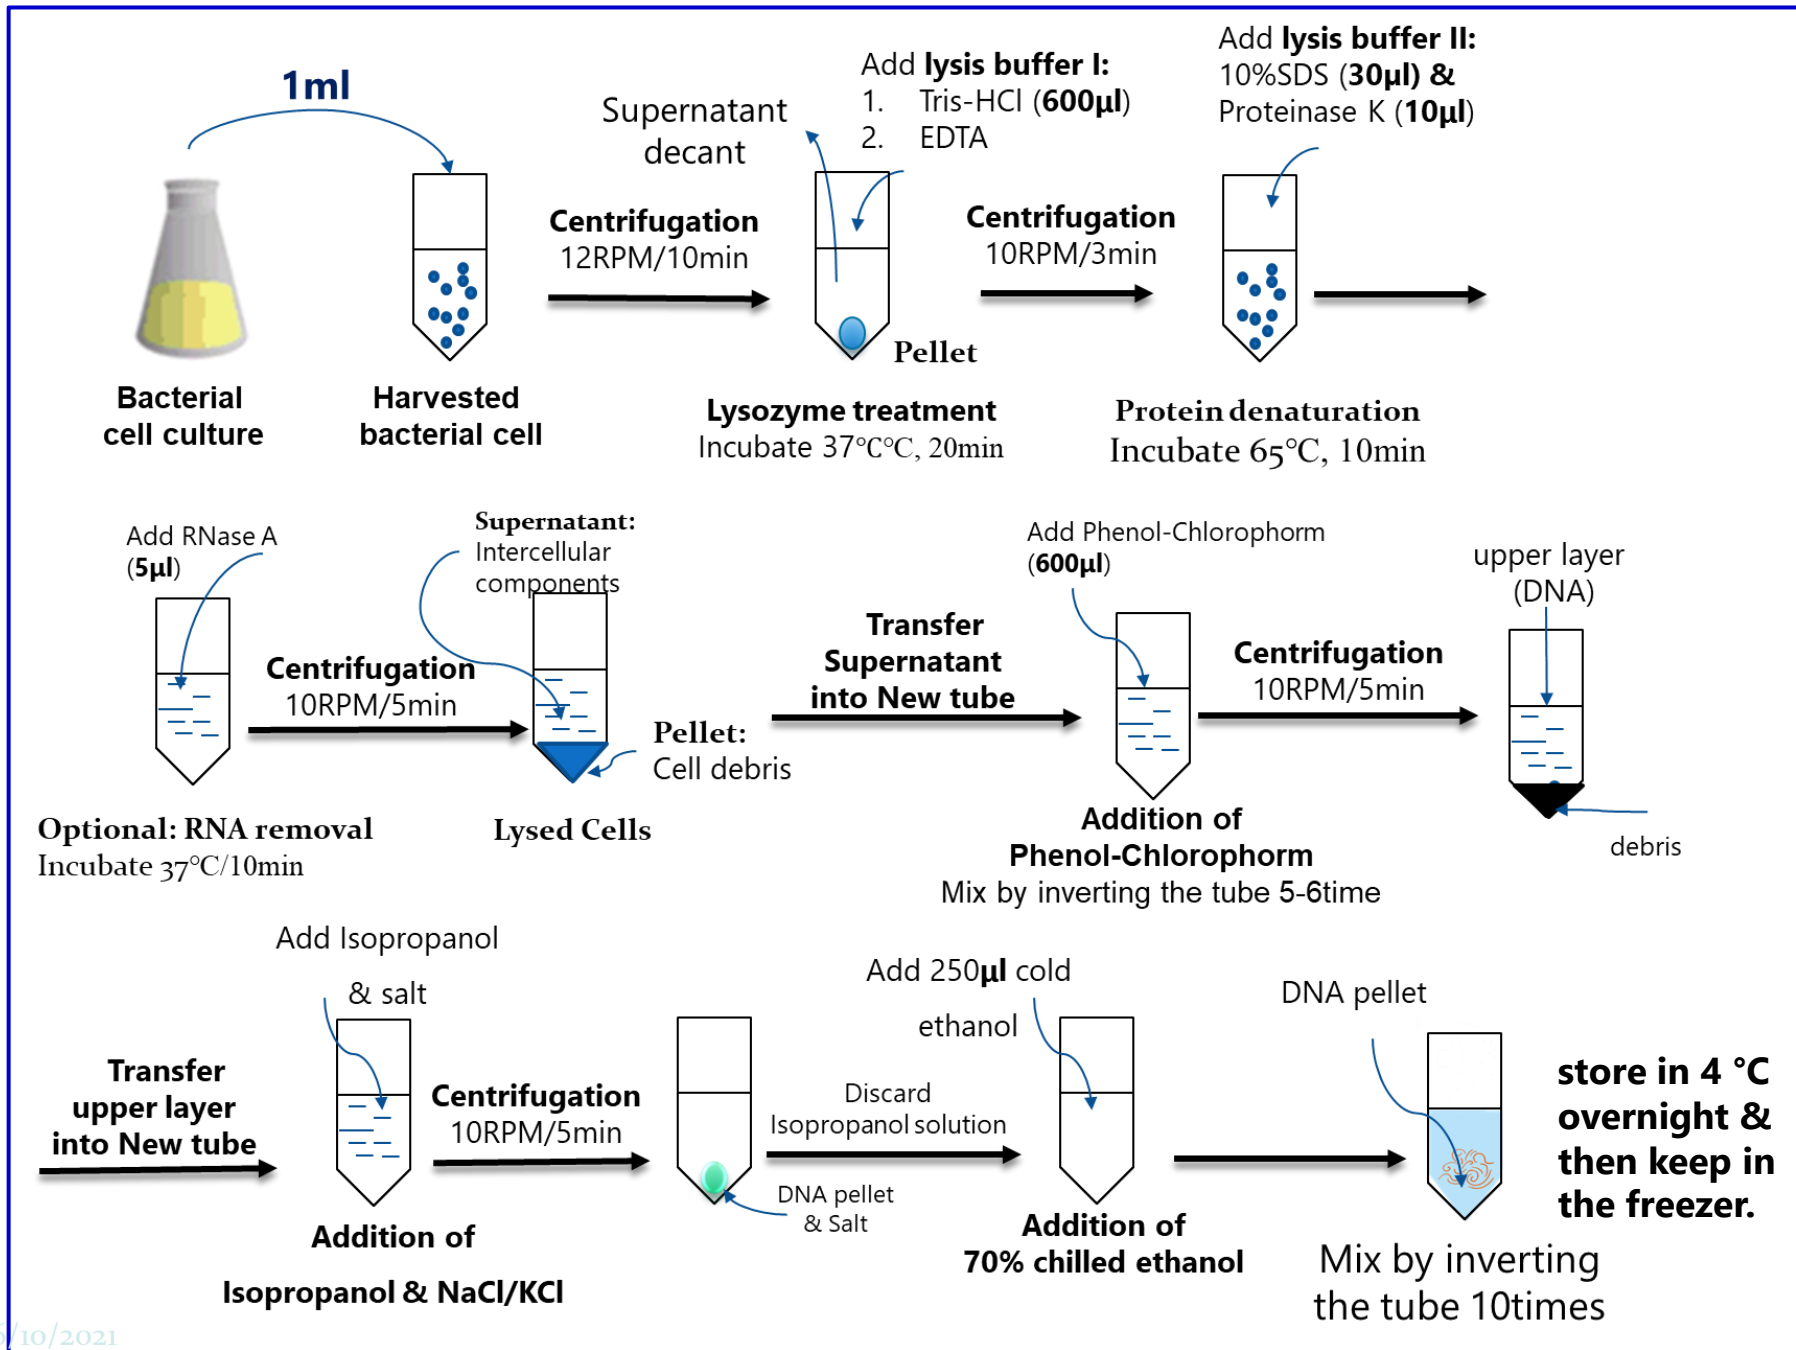 1ml
Supernatant
decant
Add lysis buffer I:
1. Tris-HCl (600µl)
2. EDTA
Add lysis buffer II:
10%SDS (30µl) &
Proteinase K (10µl)
Centrifugation
12RPM/10min
Centrifugation
10RPM/3min
Pellet
Bacterial
cell culture
Harvested
bacterial cell
Lysozyme treatment
Incubate 37°C°C, 20min
Protein denaturation
Incubate 65°C, 10min
Add RNase A
(5µl)
Supernatant:
Intercellular
components
Add Phenol-Chlorophorm
(600µl)
upper layer
(DNA)
Centrifugation
10RPM/5min
Transfer
Supernatant
into New tube
Centrifugation
10RPM/5min
Pellet:
Cell debris
Optional: RNA removal
Incubate 37°C/10min
Lysed Cells
Addition of
Phenol-Chlorophorm
Mix by inverting the tube 5-6time
debris
Add Isopropanol
& salt
Add 250µl cold
ethanol
DNA pellet
Transfer
upper layer
into New tube
Centrifugation
10RPM/5min
Discard
Isopropanol solution
DNA pellet
& Salt
store in 4 °C
overnight &
then keep in
the freezer.
Addition of
Isopropanol & NaCl/KCl
Addition of
70% chilled ethanol
Mix by inverting
the tube 10times
/10/2021